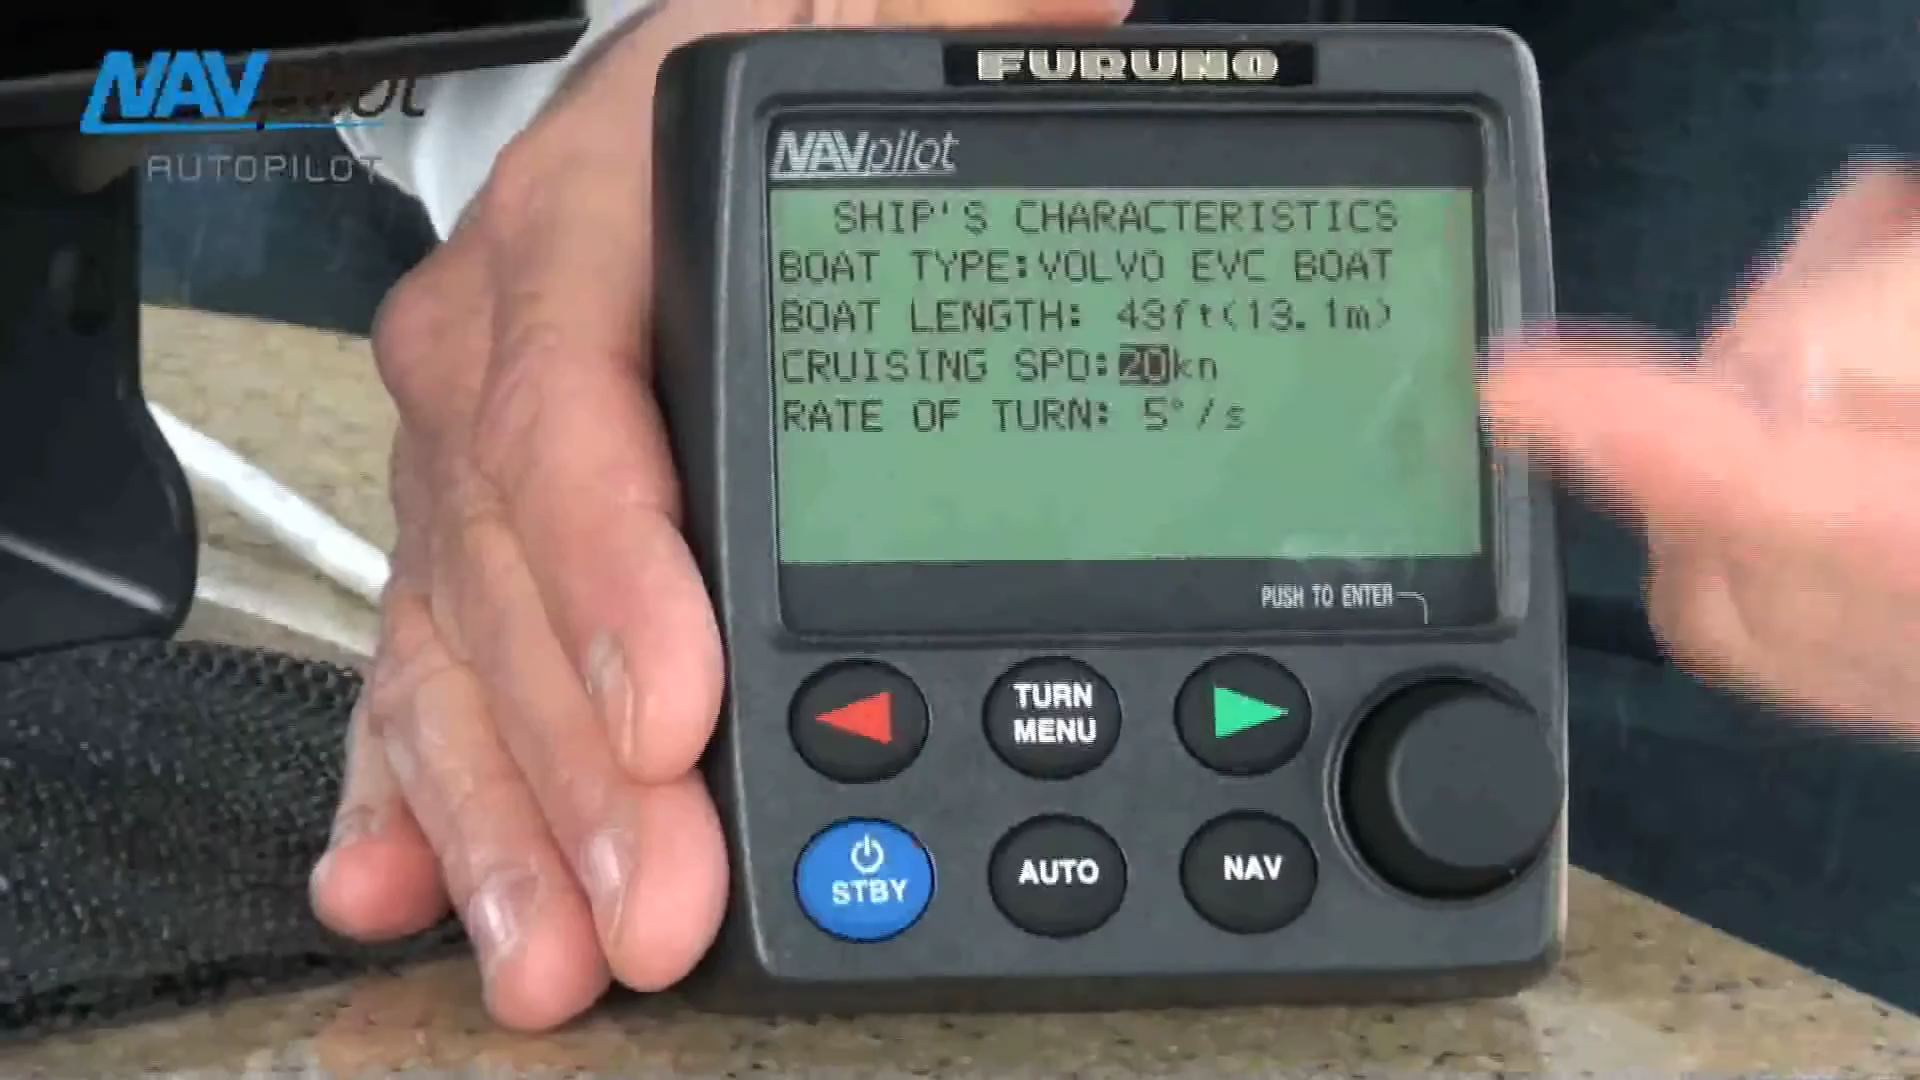 NAVpilot
AUTOPILOT
FURUNO
NAVpilot
SHIP'S CHARACTERISTICS
BOAT TYPE:VOLVO EVC BOAT
BOAT LENGTH: 43ft(13.1m)
CRUISING SPD:20kn
RATE OF TURN: 5°/s
PUSH TO ENTER
TURN
MENU
STBY
AUTO
NAV